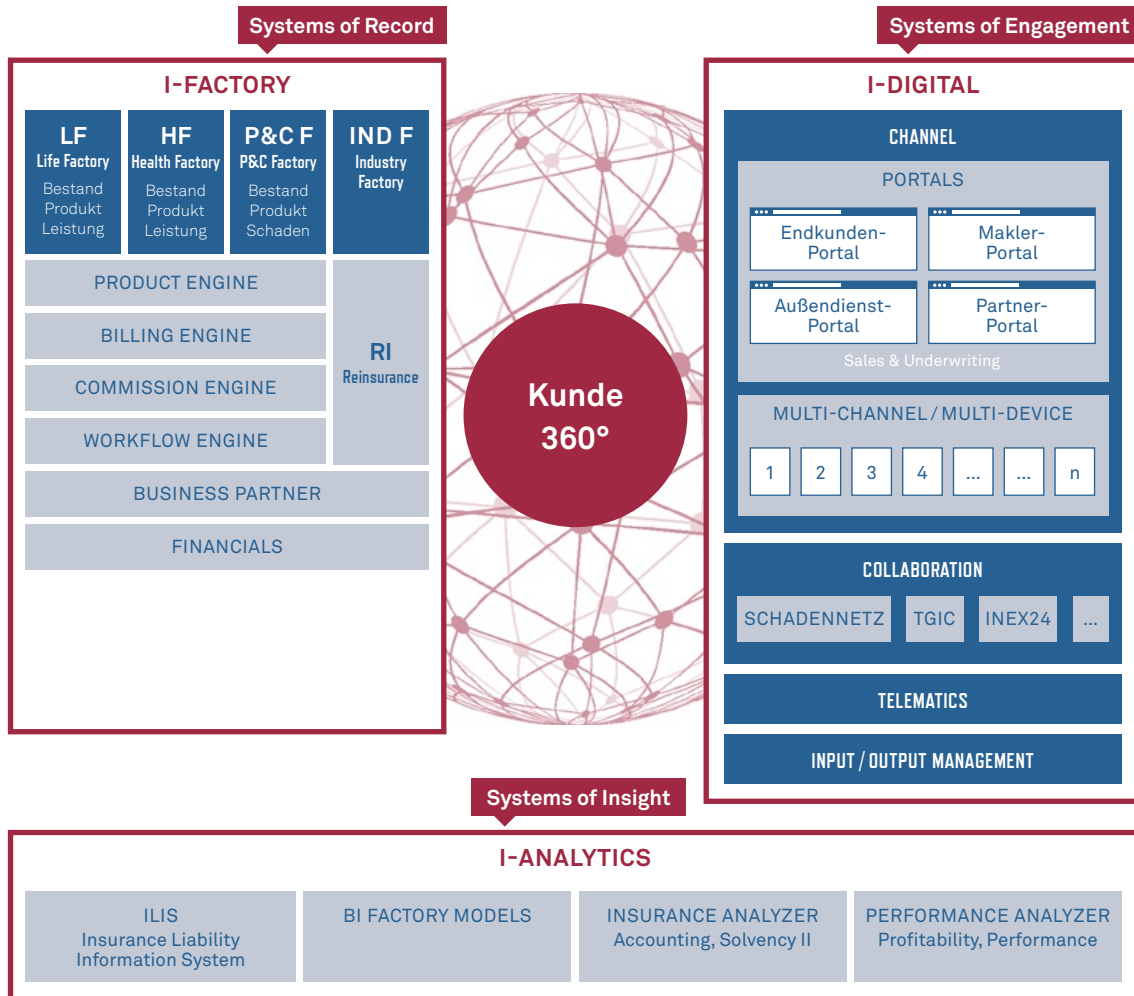 Systems of Record
I-FACTORY
LF
Life Factory
Bestand
Produkt
Leistung
HF
Health Factory
Bestand
Produkt
Leistung
P&C F
P&C Factory
Bestand
Produkt
Schaden
IND F
Industry
Factory
PRODUCT ENGINE
BILLING ENGINE
COMMISSION ENGINE
WORKFLOW ENGINE
RI
Reinsurance
BUSINESS PARTNER
FINANCIALS
Kunde
360°
Systems of Engagement
I-DIGITAL
CHANNEL
PORTALS
Endkunden-
Portal
Makler-
Portal
Außendienst-
Portal
Partner-
Portal
Sales & Underwriting
MULTI-CHANNEL / MULTI-DEVICE
1 2 3 4 ... ... n
COLLABORATION
SCHADENNETZ TGIC INEX24 ...
TELEMATICS
INPUT / OUTPUT MANAGEMENT
Systems of Insight
I-ANALYTICS
ILIS
Insurance Liability
Information System
BI FACTORY MODELS
INSURANCE ANALYZER
Accounting, Solvency II
PERFORMANCE ANALYZER
Profitability, Performance